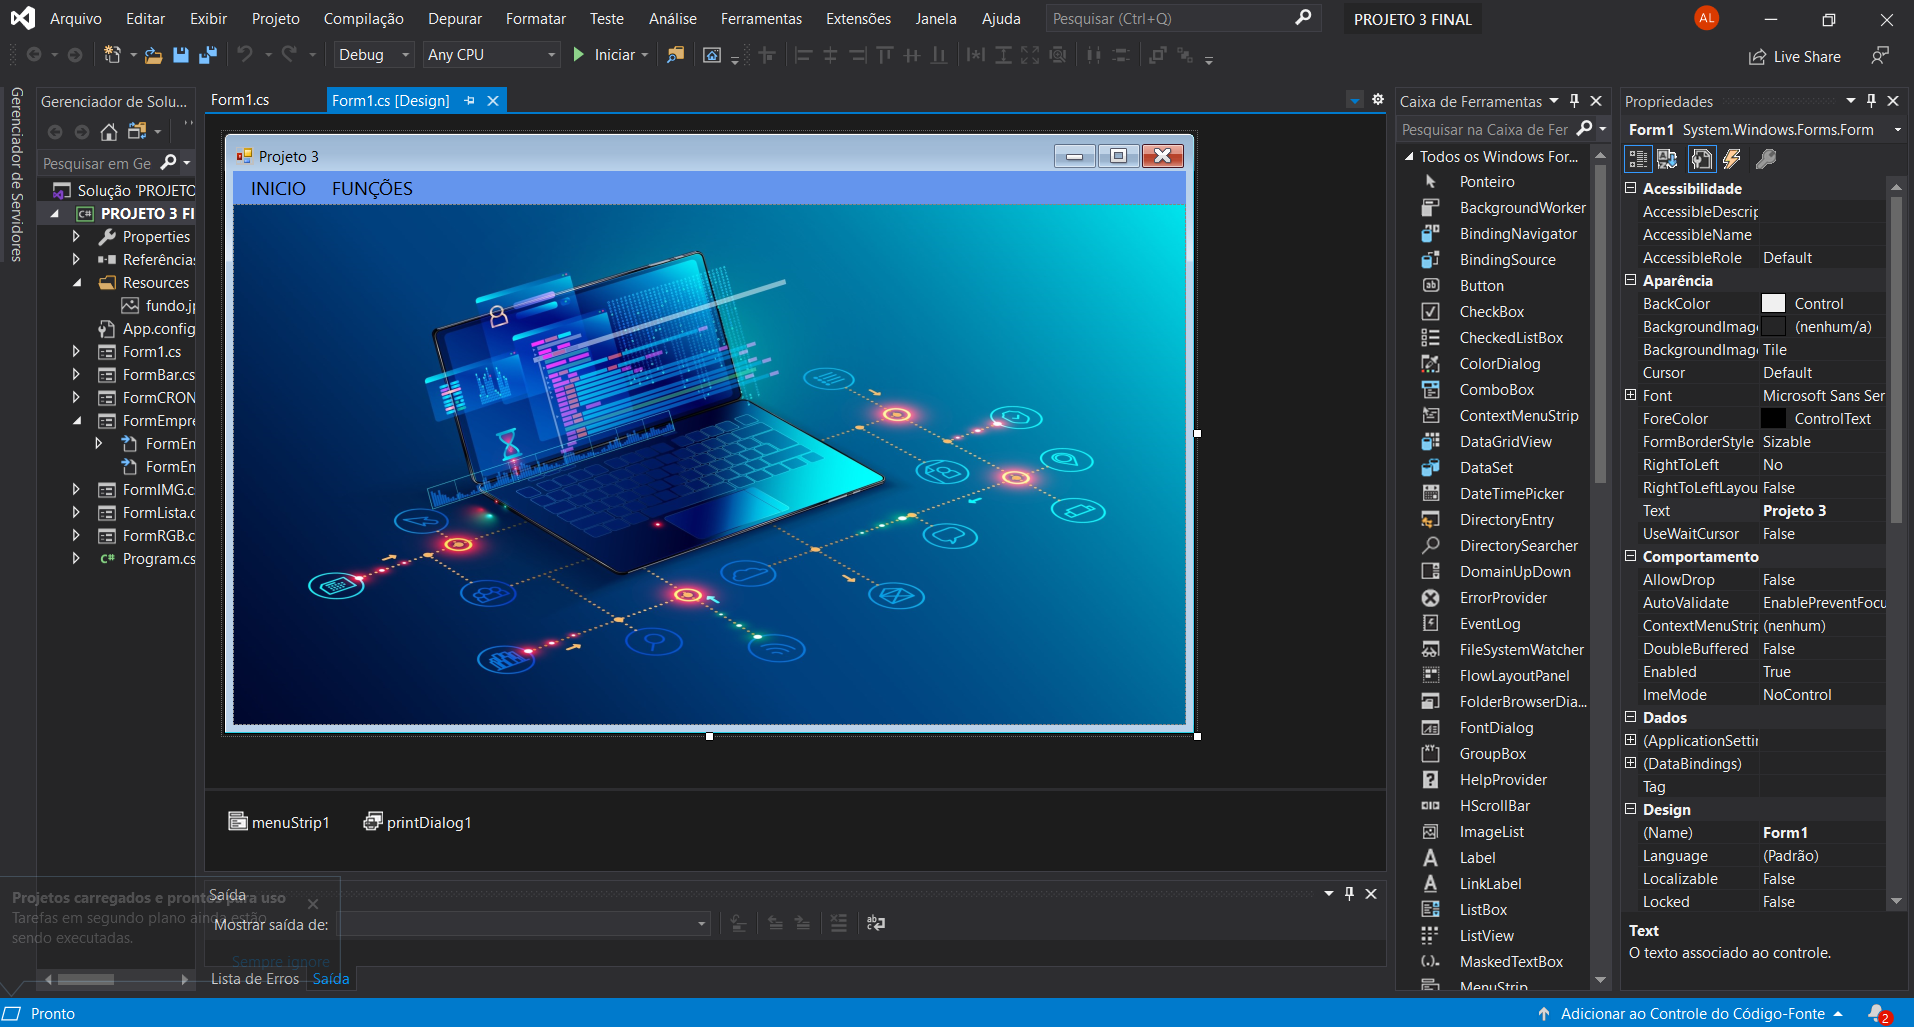 Arquivo Editar Exibir Projeto Compilação Depurar Formatar Teste Análise Ferramentas Extensões Janela Ajuda Pesquisar (Ctrl+Q) PROJETO 3 FINAL AL
Debug Any CPU Iniciar Live Share
Gerenciador de Servidores
Gerenciador de Solu...
Pesquisar em Ge
Solução 'PROJETO
PROJETO 3 FI
Properties
Referências
Resources
fundo.jp
App.config
Form1.cs
FormBar.cs
FormCRON
FormEmpre
FormEm
FormEm
FormIMG.c
FormLista.c
FormRGB.c
Program.cs
Form1.cs Form1.cs [Design]
Projeto 3
INICIO FUNÇÕES
menuStrip1 printDialog1
Projetos carregados e prontos para uso
Tarefas em segundo plano ainda estão
sendo executadas.
Sempre ignore
Saída
Mostrar saída de:
Lista de Erros Saída
Caixa de Ferramentas
Pesquisar na Caixa de Fer
Todos os Windows For...
Ponteiro
BackgroundWorker
BindingNavigator
BindingSource
Button
CheckBox
CheckedListBox
ColorDialog
ComboBox
ContextMenuStrip
DataGridView
DataSet
DateTimePicker
DirectoryEntry
DirectorySearcher
DomainUpDown
ErrorProvider
EventLog
FileSystemWatcher
FlowLayoutPanel
FolderBrowserDia...
FontDialog
GroupBox
HelpProvider
HScrollBar
ImageList
Label
LinkLabel
ListBox
ListView
MaskedTextBox
MenuStrip
Propriedades
Form1 System.Windows.Forms.Form
Acessibilidade
AccessibleDescrip
AccessibleName
AccessibleRole Default
Aparência
BackColor Control
BackgroundImage (nenhum/a)
BackgroundImage Tile
Cursor Default
Font Microsoft Sans Ser
ForeColor ControlText
FormBorderStyle Sizable
RightToLeft No
RightToLeftLayou False
Text Projeto 3
UseWaitCursor False
Comportamento
AllowDrop False
AutoValidate EnablePreventFocu
ContextMenuStrip (nenhum)
DoubleBuffered False
Enabled True
ImeMode NoControl
Dados
(ApplicationSettin
(DataBindings)
Tag
Design
(Name) Form1
Language (Padrão)
Localizable False
Locked False
Text
O texto associado ao controle.
Pronto Adicionar ao Controle do Código-Fonte 2